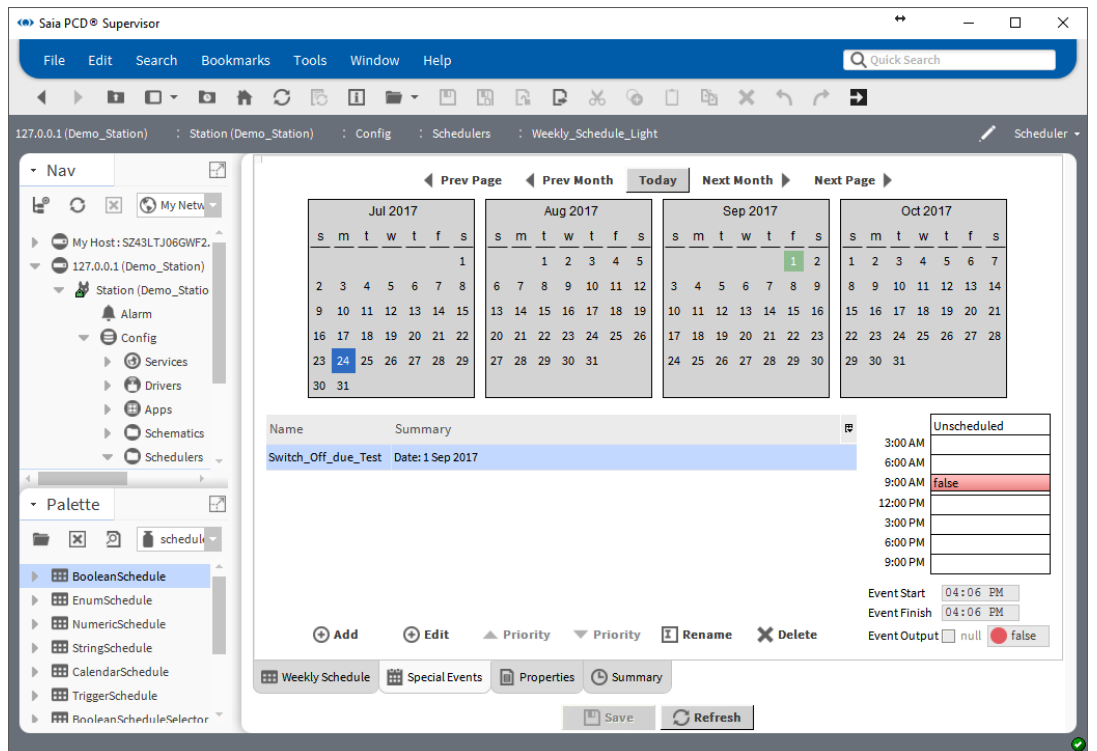 Saia PCD® Supervisor
File Edit Search Bookmarks Tools Window Help
Quick Search
127.0.0.1 (Demo_Station) : Station (Demo_Station) : Config : Schedulers : Weekly_Schedule_Light
Scheduler
Nav
My Netw
My Host : SZ43LTJ06GWF2.
127.0.0.1 (Demo_Station)
Station (Demo_Statio
Alarm
Config
Services
Drivers
Apps
Schematics
Schedulers
Palette
schedule
BooleanSchedule
EnumSchedule
NumericSchedule
StringSchedule
CalendarSchedule
TriggerSchedule
BooleanScheduleSelector
Prev Page Prev Month Today Next Month Next Page
Jul 2017
s m t w t f s
1
2 3 4 5 6 7 8
9 10 11 12 13 14 15
16 17 18 19 20 21 22
23 24 25 26 27 28 29
30 31
Aug 2017
s m t w t f s
1 2 3 4 5
6 7 8 9 10 11 12
13 14 15 16 17 18 19
20 21 22 23 24 25 26
27 28 29 30 31
Sep 2017
s m t w t f s
1 2
3 4 5 6 7 8 9
10 11 12 13 14 15 16
17 18 19 20 21 22 23
24 25 26 27 28 29 30
Oct 2017
s m t w t f s
1 2 3 4 5 6 7
8 9 10 11 12 13 14
15 16 17 18 19 20 21
22 23 24 25 26 27 28
29 30 31
Name Summary
Switch_Off_due_Test Date: 1 Sep 2017
Unscheduled
3:00 AM
6:00 AM
9:00 AM false
12:00 PM
3:00 PM
6:00 PM
9:00 PM
Event Start 04:06 PM
Event Finish 04:06 PM
Event Output null false
Add Edit Priority Priority Rename Delete
Weekly Schedule Special Events Properties Summary
Save Refresh